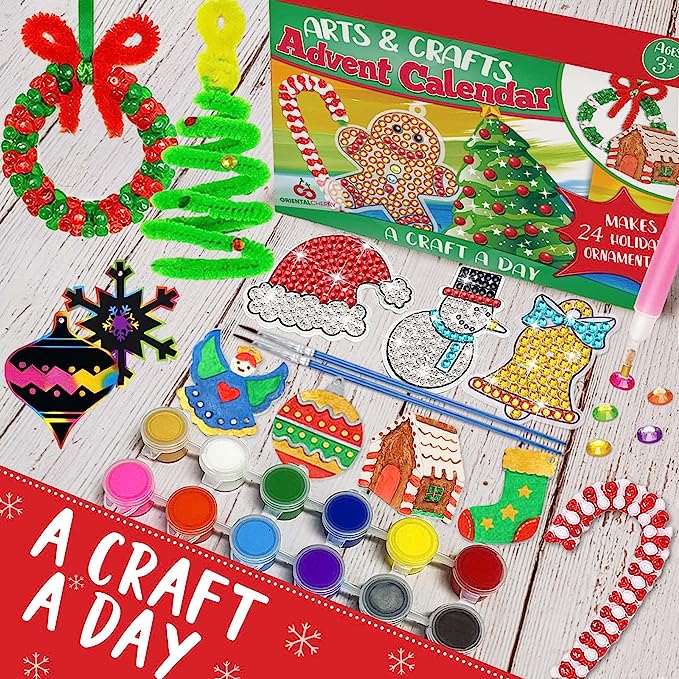 ARTS & CRAFTS
Advent Calendar
AGES
3+
ORIENTAL CHERRY
A CRAFT A DAY
MAKES
24 HOLIDAY
ORNAMENTS
A CRAFT
A DAY